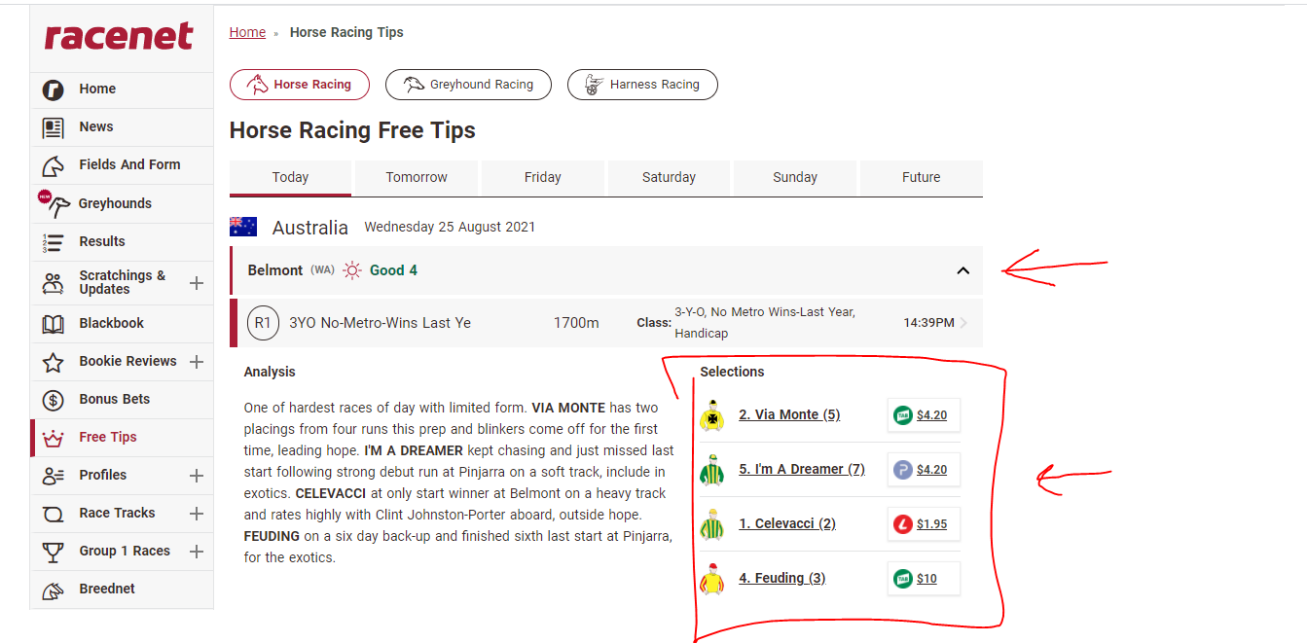 racenet
Home
News
Fields And Form
Greyhounds
Results
Scratchings &
Updates
Blackbook
Bookie Reviews
Bonus Bets
Free Tips
Profiles
Race Tracks
Group 1 Races
Breednet
Home » Horse Racing Tips
Horse Racing Greyhound Racing Harness Racing
Horse Racing Free Tips
Today Tomorrow Friday Saturday Sunday Future
Australia Wednesday 25 August 2021
Belmont (WA) Good 4
R1 3YO No-Metro-Wins Last Ye 1700m Class: 3-Y-O, No Metro Wins-Last Year,
Handicap 14:39PM
Analysis
One of hardest races of day with limited form. VIA MONTE has two
placings from four runs this prep and blinkers come off for the first
time, leading hope. I'M A DREAMER kept chasing and just missed last
start following strong debut run at Pinjarra on a soft track, include in
exotics. CELEVACCI at only start winner at Belmont on a heavy track
and rates highly with Clint Johnston-Porter aboard, outside hope.
FEUDING on a six day back-up and finished sixth last start at Pinjarra,
for the exotics.
Selections
2. Via Monte (5) TAB $4.20
5. I'm A Dreamer (7) $4.20
1. Celevacci (2) $1.95
4. Feuding (3) TAB $10